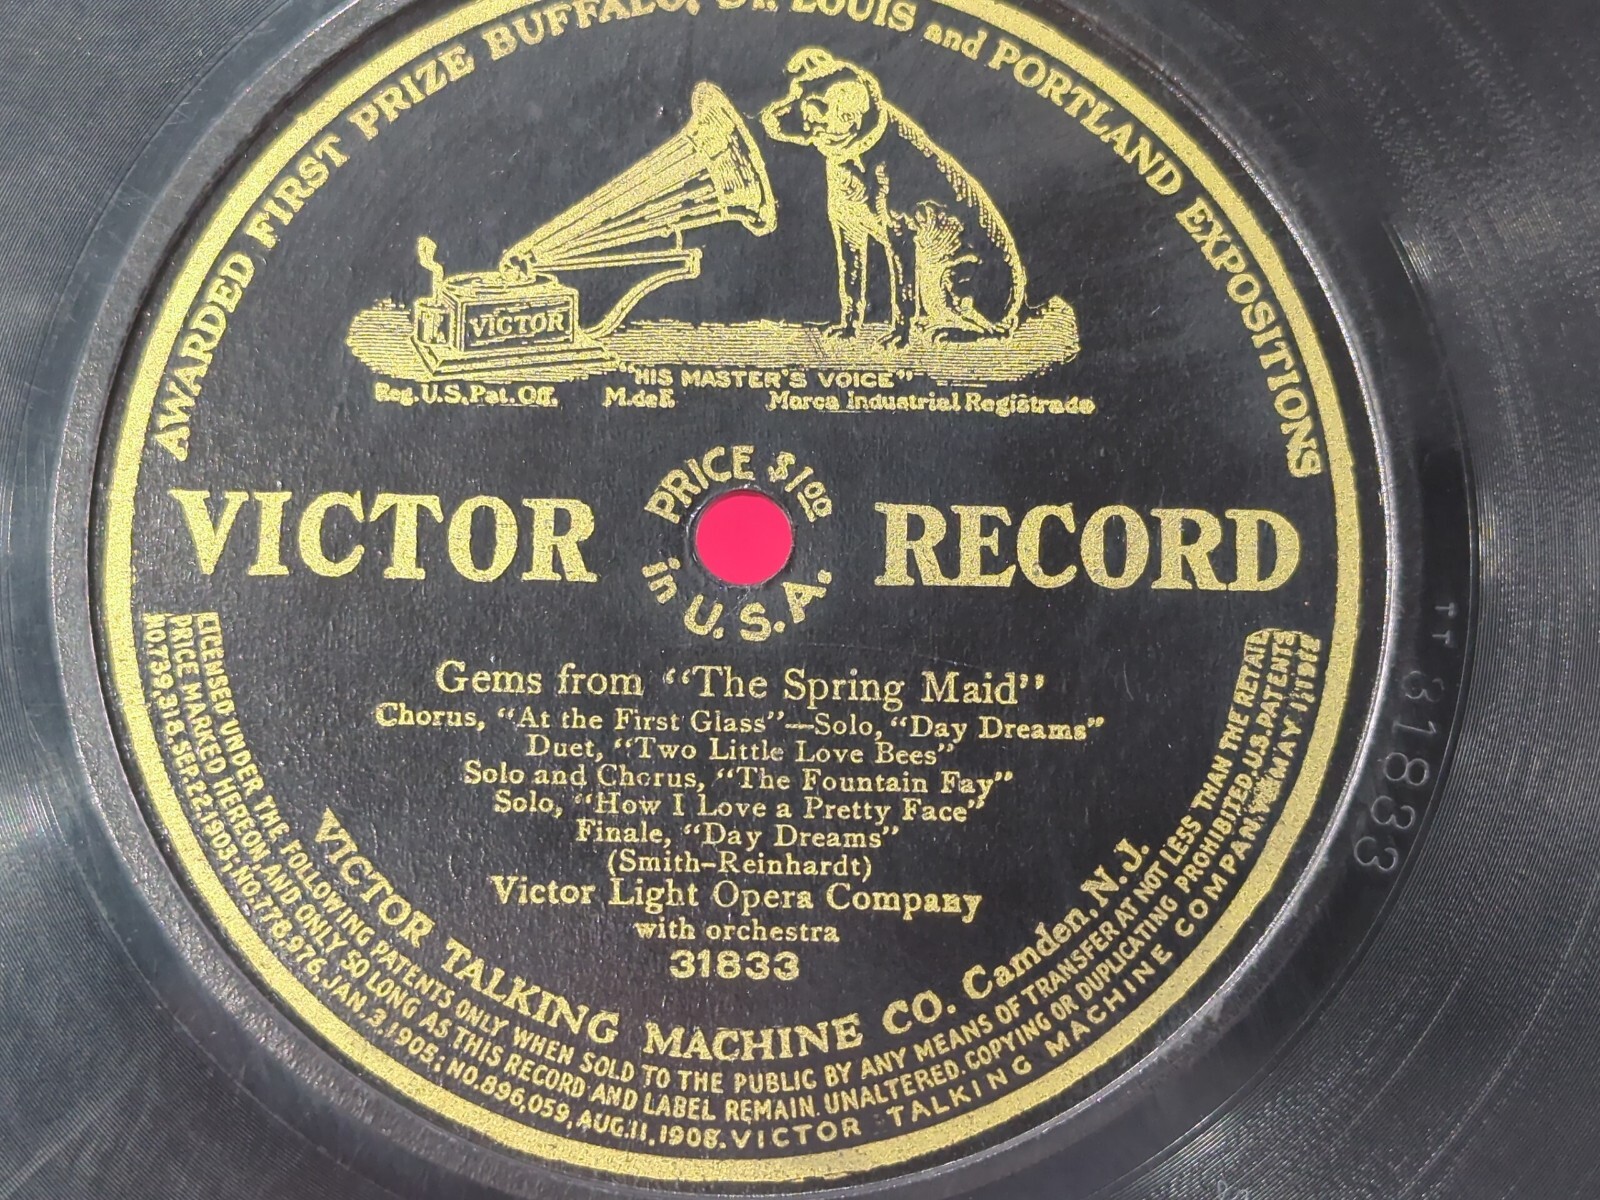 AWARDED FIRST PRIZE BUFFALO, ST. LOUIS and PORTLAND EXPOSITIONS
VICTOR
"HIS MASTER'S VOICE"
Reg. U.S. Pat. Off. M. de F. Marca Industrial Registrada
PRICE $1.00
VICTOR RECORD
in U.S.A.
Gems from "The Spring Maid"
Chorus, "At the First Glass"—Solo, "Day Dreams"
Duet, "Two Little Love Bees"
Solo and Chorus, "The Fountain Fay"
Solo, "How I Love a Pretty Face"
Finale, "Day Dreams"
(Smith-Reinhardt)
Victor Light Opera Company
with orchestra
31833
VICTOR TALKING MACHINE CO. Camden, N.J.
LICENSED UNDER THE FOLLOWING PATENTS ONLY WHEN SOLD TO THE PUBLIC BY ANY MEANS OF TRANSFER AT NOT LESS THAN THE RETAIL
PRICE MARKED HEREON AND ONLY SO LONG AS THIS RECORD AND LABEL REMAIN UNALTERED. COPYING OR DUPLICATING PROHIBITED. U.S. PATENTS
NO. 739,318, SEP. 22, 1903, NO. 778,976, JAN. 3, 1905; NO. 896,059, AUG. 11, 1908. VICTOR TALKING MACHINE COMPANY. MAY 1, 1912
TT 31833